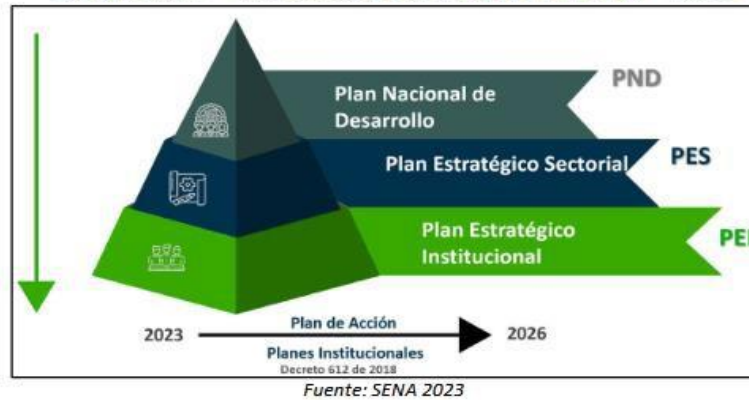 Plan Nacional de
Desarrollo
PND
Plan Estratégico Sectorial
PES
Plan Estratégico
Institucional
2023
Plan de Acción
2026
Planes Institucionales
Decreto 612 de 2018
Fuente: SENA 2023